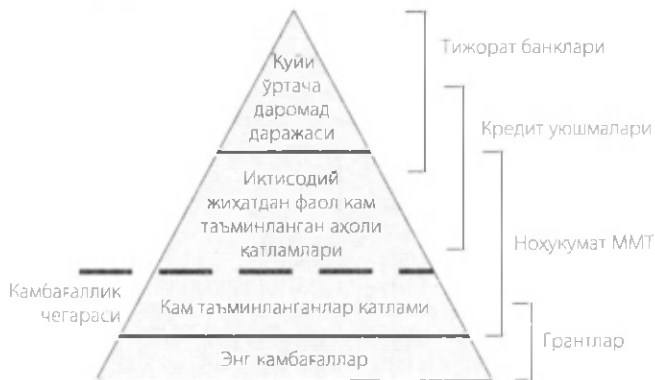 Қуйи
ўртача
даромад
даражаси
Тижорат банклари
Кредит уюшмалари
Иқтисодий
жиҳатдан фаол кам
таъминланган аҳоли
қатламлари
Ноҳукумат ММТ
Камбағаллик
чегараси
Кам таъминланганлар қатлами
Грантлар
Энг камбағаллар